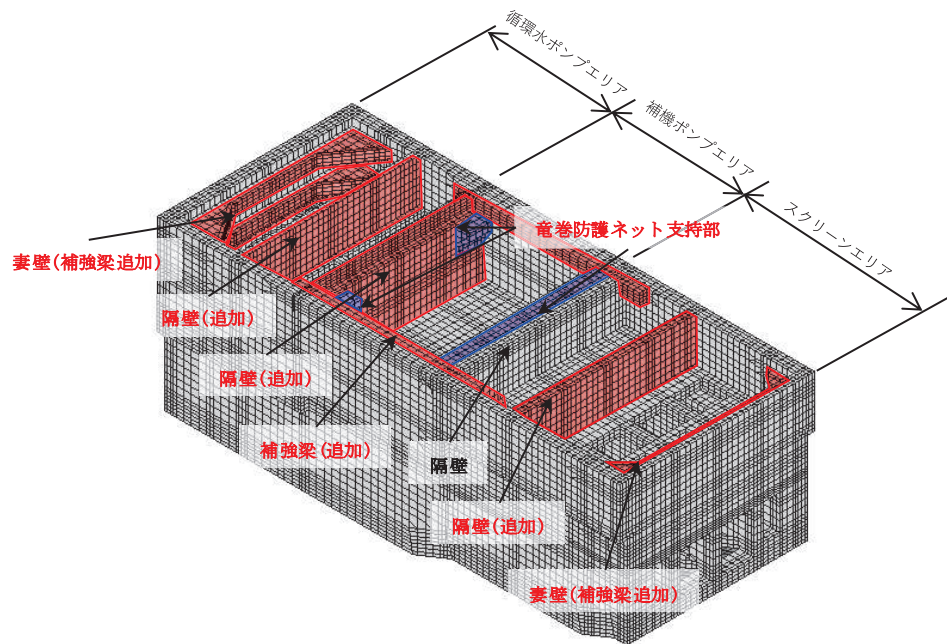 循環水ポンプエリア
補機ポンプエリア
スクリーンエリア
竜巻防護ネット支持部
妻壁(補強梁追加)
隔壁(追加)
隔壁(追加)
補強梁(追加)
隔壁
隔壁(追加)
妻壁(補強梁追加)